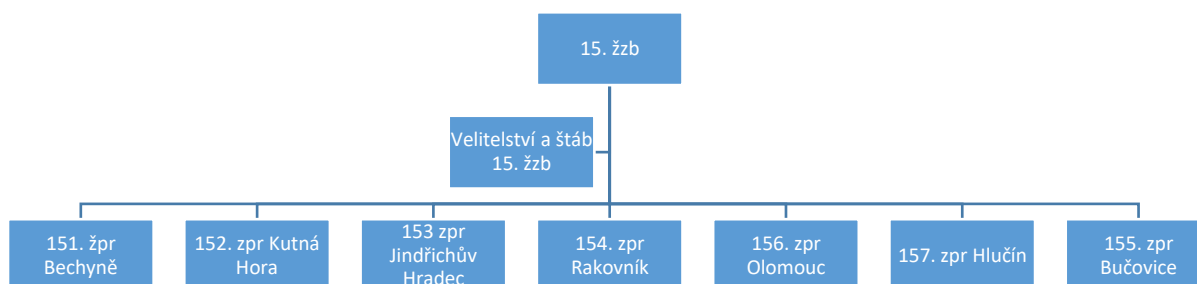 15. žzb
Velitelství a štáb
15. žzb
151. žpr
Bechyně
152. zpr Kutná
Hora
153 zpr
Jindřichův
Hradec
154. zpr
Rakovník
156. zpr
Olomouc
157. zpr Hlučín
155. zpr
Bučovice